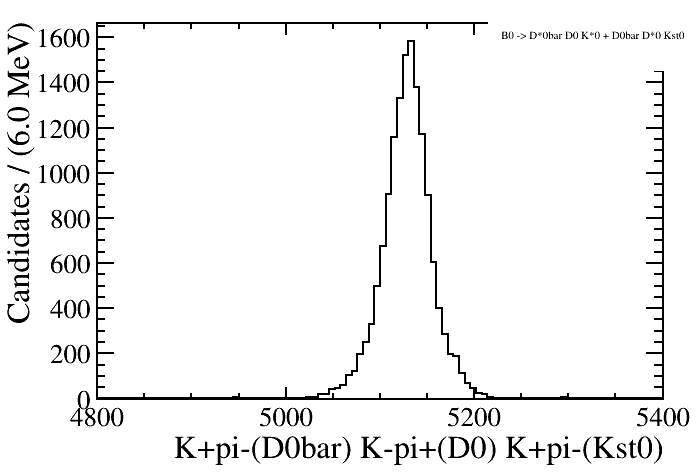 B0 -> D*0bar D0 K*0 + D0bar D*0 Kst0
Candidates / (6.0 MeV)
1600
1400
1200
1000
800
600
400
200
0
4800 5000 5200 5400
K+pi-(D0bar) K-pi+(D0) K+pi-(Kst0)